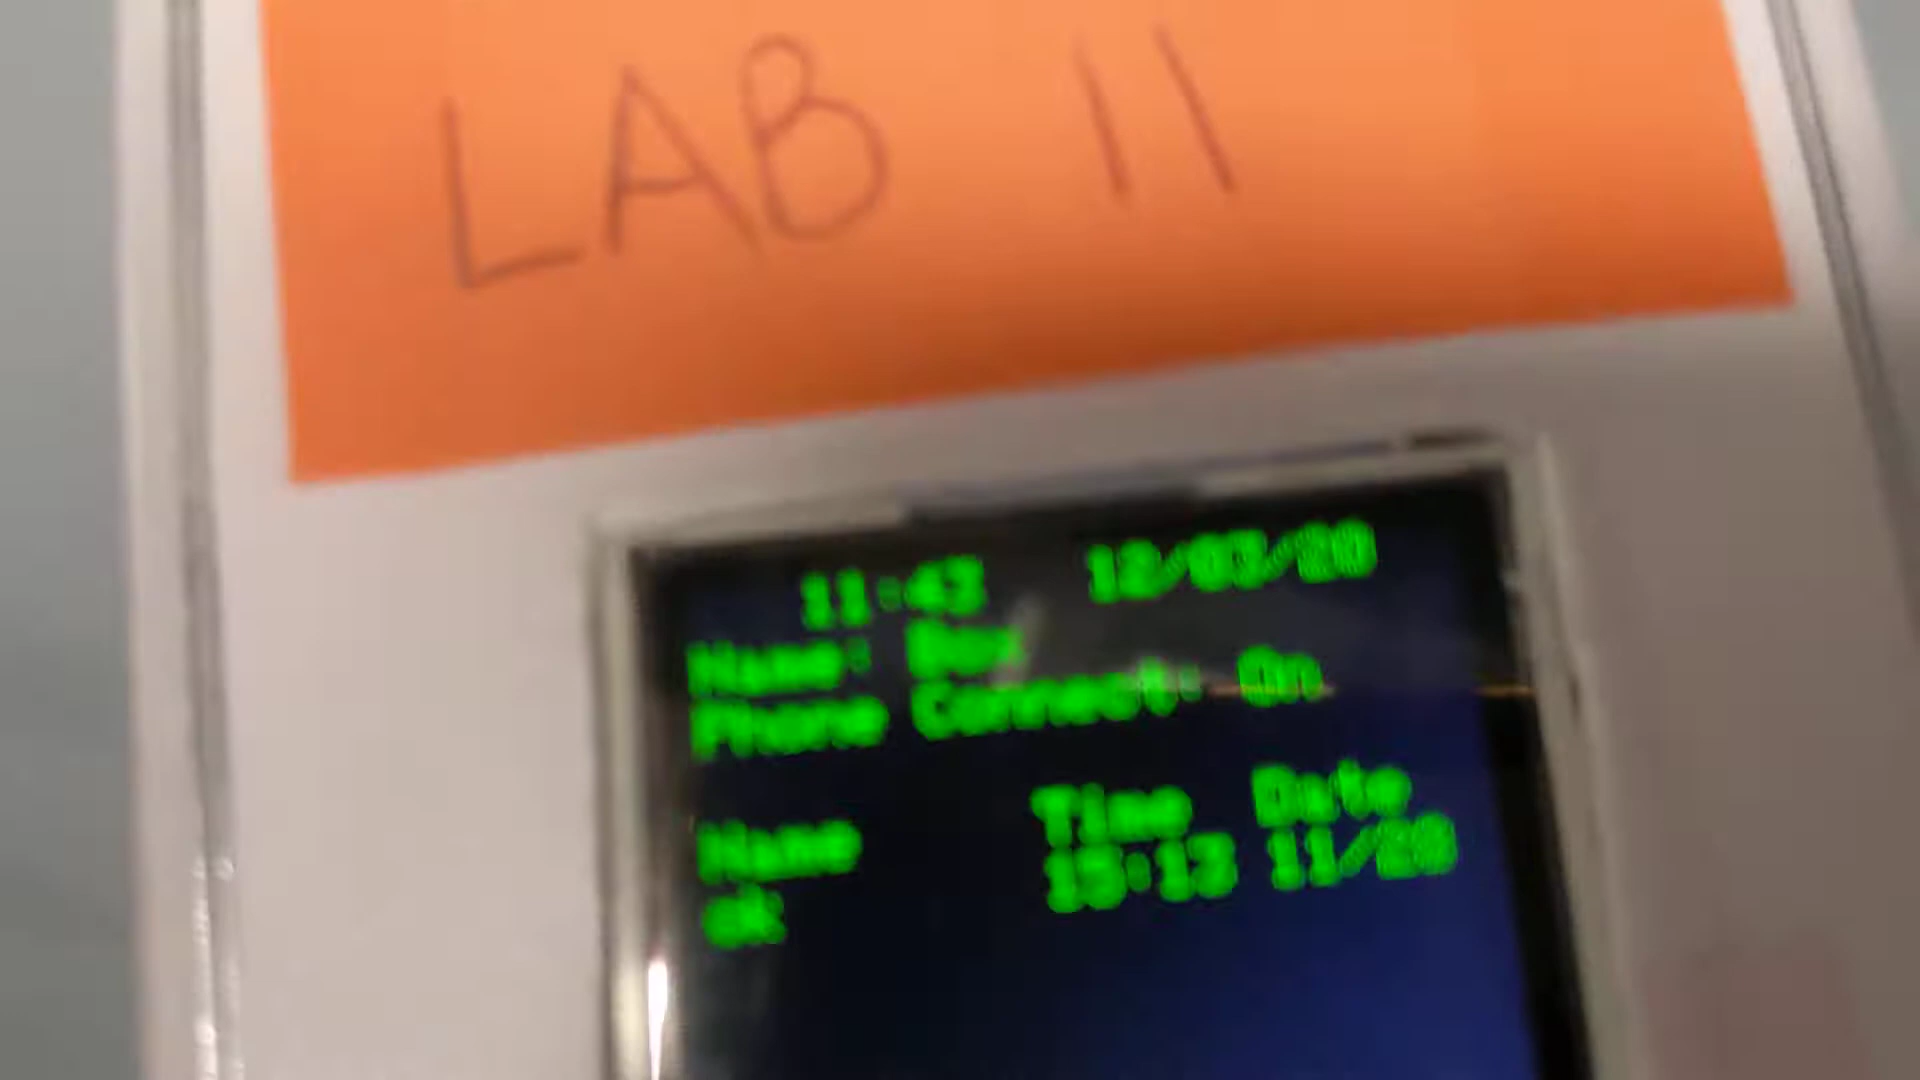 LAB 11
11:43 12/03/20
Name:
Phone Connect: On
Name Time Date
ok 15:13 11/28